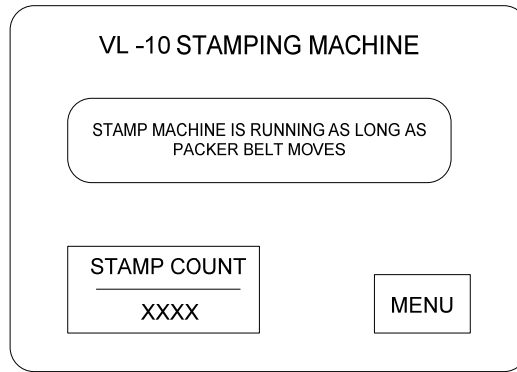 VL -10 STAMPING MACHINE
STAMP MACHINE IS RUNNING AS LONG AS
PACKER BELT MOVES
STAMP COUNT
XXXX
MENU